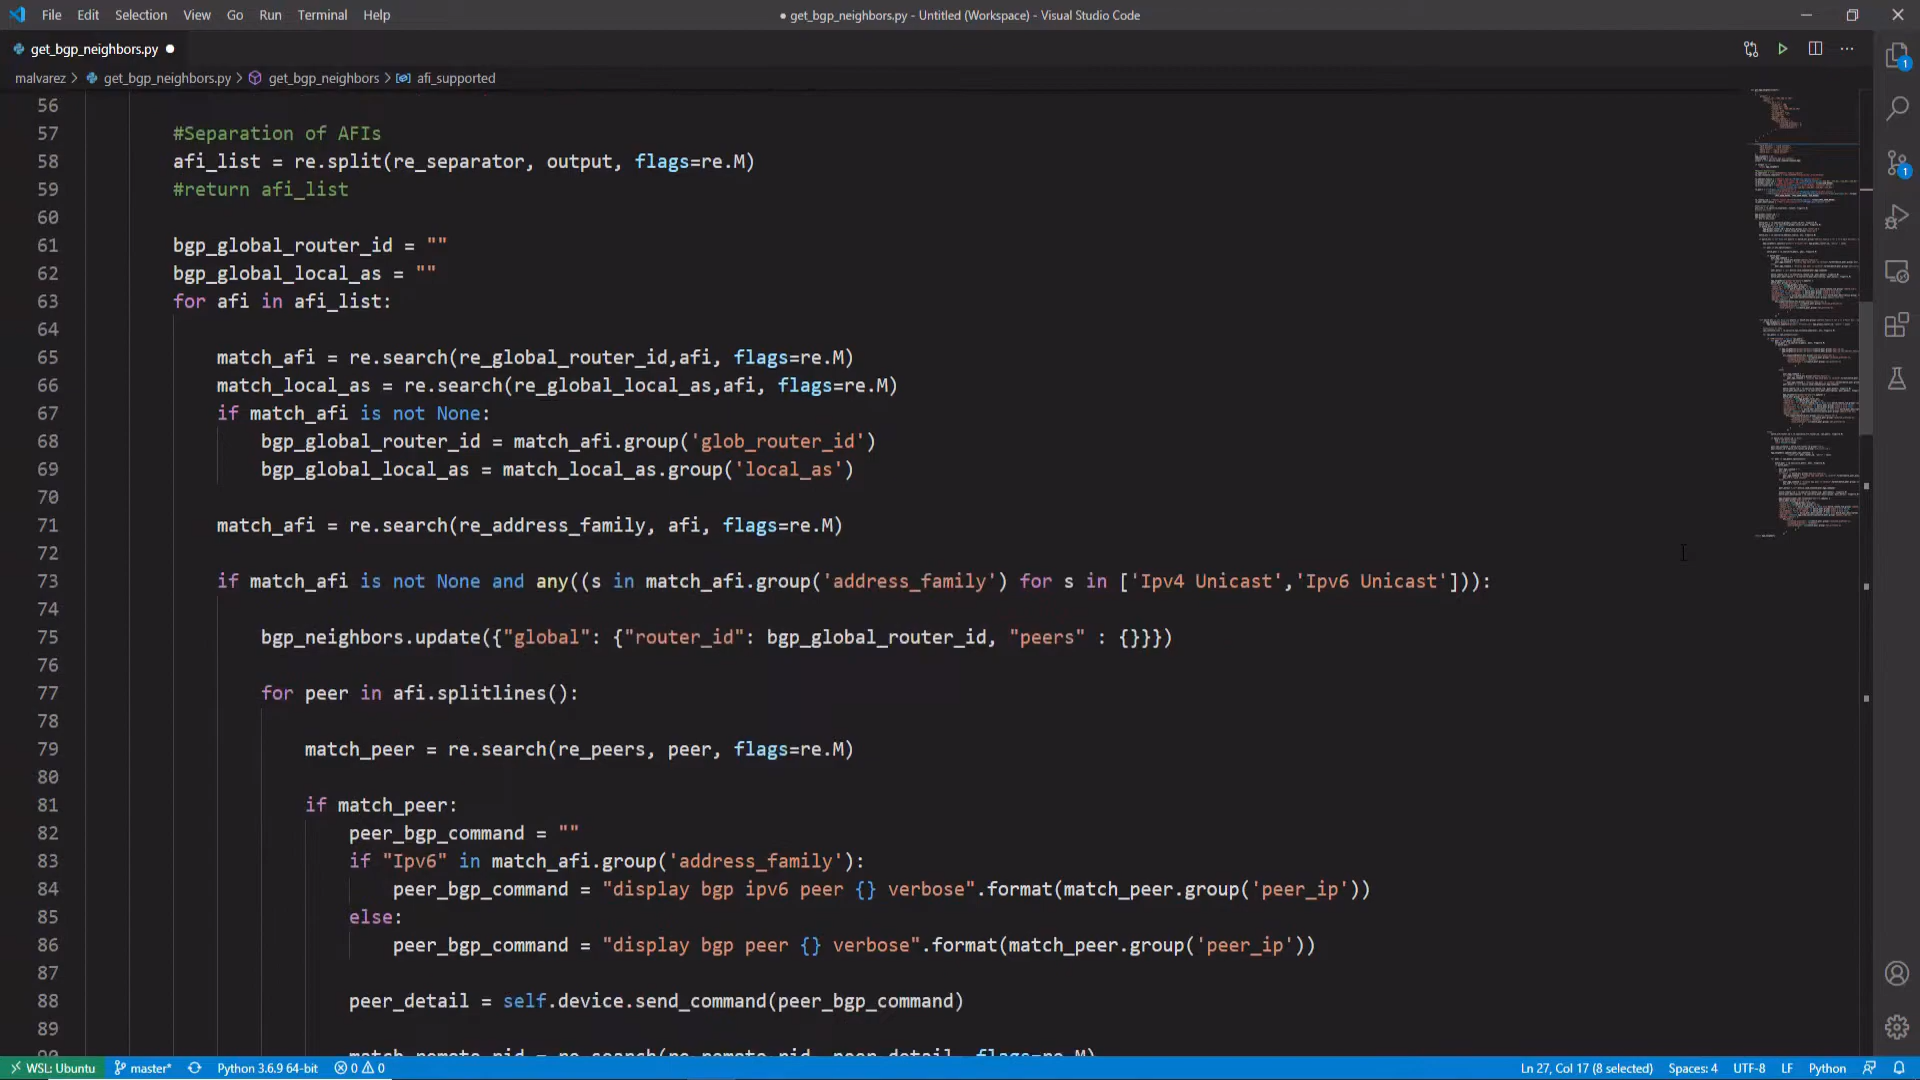 File Edit Selection View Go Run Terminal Help
● get_bgp_neighbors.py - Untitled (Workspace) - Visual Studio Code
get_bgp_neighbors.py ●
malvarez > get_bgp_neighbors.py > get_bgp_neighbors > afi_supported
56
57 #Separation of AFIs
58 afi_list = re.split(re_separator, output, flags=re.M)
59 #return afi_list
60
61 bgp_global_router_id = ""
62 bgp_global_local_as = ""
63 for afi in afi_list:
64
65 match_afi = re.search(re_global_router_id,afi, flags=re.M)
66 match_local_as = re.search(re_global_local_as,afi, flags=re.M)
67 if match_afi is not None:
68 bgp_global_router_id = match_afi.group('glob_router_id')
69 bgp_global_local_as = match_local_as.group('local_as')
70
71 match_afi = re.search(re_address_family, afi, flags=re.M)
72
73 if match_afi is not None and any((s in match_afi.group('address_family') for s in ['Ipv4 Unicast','Ipv6 Unicast'])):
74
75 bgp_neighbors.update({"global": {"router_id": bgp_global_router_id, "peers" : {}}})
76
77 for peer in afi.splitlines():
78
79 match_peer = re.search(re_peers, peer, flags=re.M)
80
81 if match_peer:
82 peer_bgp_command = ""
83 if "Ipv6" in match_afi.group('address_family'):
84 peer_bgp_command = "display bgp ipv6 peer {} verbose".format(match_peer.group('peer_ip'))
85 else:
86 peer_bgp_command = "display bgp peer {} verbose".format(match_peer.group('peer_ip'))
87
88 peer_detail = self.device.send_command(peer_bgp_command)
89
90 match_remote_rid = re.search(re_remote_rid, peer_detail, flags=re.M)
1
1
WSL: Ubuntu master* Python 3.6.9 64-bit 0 0 Ln 27, Col 17 (8 selected) Spaces: 4 UTF-8 LF Python